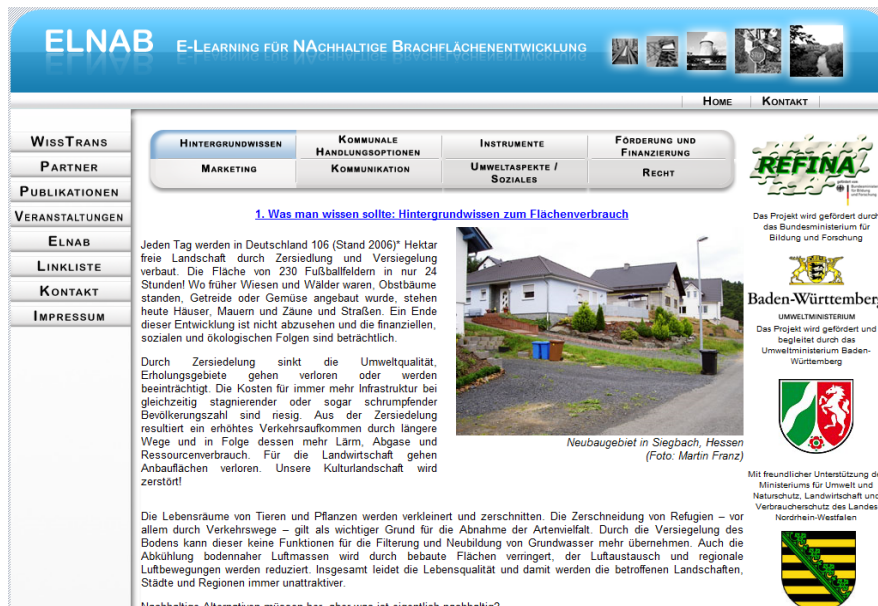 ELNAB E-Learning für NAchhaltige Brachflächenentwicklung
Home Kontakt
WissTrans
Partner
Publikationen
Veranstaltungen
Elnab
Linkliste
Kontakt
Impressum
Hintergrundwissen
Kommunale
Handlungsoptionen
Instrumente
Förderung und
Finanzierung
Marketing
Kommunikation
Umweltaspekte /
Soziales
Recht
1. Was man wissen sollte: Hintergrundwissen zum Flächenverbrauch
Jeden Tag werden in Deutschland 106 (Stand 2006)* Hektar
freie Landschaft durch Zersiedlung und Versiegelung
verbaut. Die Fläche von 230 Fußballfeldern in nur 24
Stunden! Wo früher Wiesen und Wälder waren, Obstbäume
standen, Getreide oder Gemüse angebaut wurde, stehen
heute Häuser, Mauern und Zäune und Straßen. Ein Ende
dieser Entwicklung ist nicht abzusehen und die finanziellen,
sozialen und ökologischen Folgen sind beträchtlich.
Durch Zersiedelung sinkt die Umweltqualität,
Erholungsgebiete gehen verloren oder werden
beeinträchtigt. Die Kosten für immer mehr Infrastruktur bei
gleichzeitig stagnierender oder sogar schrumpfender
Bevölkerungszahl sind riesig. Aus der Zersiedelung
resultiert ein erhöhtes Verkehrsaufkommen durch längere
Wege und in Folge dessen mehr Lärm, Abgase und
Ressourcenverbrauch. Für die Landwirtschaft gehen
Anbauflächen verloren. Unsere Kulturlandschaft wird
zerstört!
Neubaugebiet in Siegbach, Hessen
(Foto: Martin Franz)
Die Lebensräume von Tieren und Pflanzen werden verkleinert und zerschnitten. Die Zerschneidung von Refugien – vor
allem durch Verkehrswege – gilt als wichtiger Grund für die Abnahme der Artenvielfalt. Durch die Versiegelung des
Bodens kann dieser keine Funktionen für die Filterung und Neubildung von Grundwasser mehr übernehmen. Auch die
Abkühlung bodennaher Luftmassen wird durch bebaute Flächen verringert, der Luftaustausch und regionale
Luftbewegungen werden reduziert. Insgesamt leidet die Lebensqualität und damit werden die betroffenen Landschaften,
Städte und Regionen immer unattraktiver.
Nachhaltige Alternativen müssen her, aber was ist eigentlich nachhaltig?
REFINA
Das Projekt wird gefördert durch
das Bundesministerium für
Bildung und Forschung
Baden-Württemberg
UMWELTMINISTERIUM
Das Projekt wird gefördert und
begleitet durch das
Umweltministerium Baden-
Württemberg
Mit freundlicher Unterstützung de
Ministeriums für Umwelt und
Naturschutz, Landwirtschaft und
Verbraucherschutz des Landes
Nordrhein-Westfalen